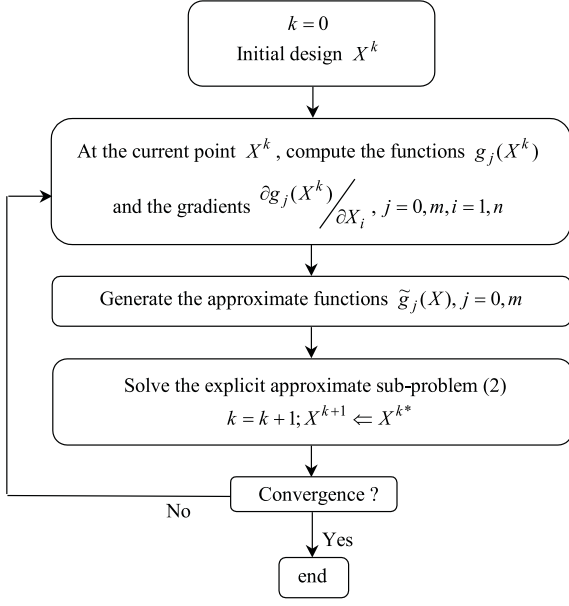 k = 0
Initial design X^k
At the current point X^k, compute the functions g_j(X^k)
and the gradients ∂g_j(X^k)/∂X_i, j = 0, m, i = 1, n
Generate the approximate functions g̃_j(X), j = 0, m
Solve the explicit approximate sub-problem (2)
k = k + 1; X^{k+1} ⇐ X^{k*}
Convergence ?
No
Yes
end